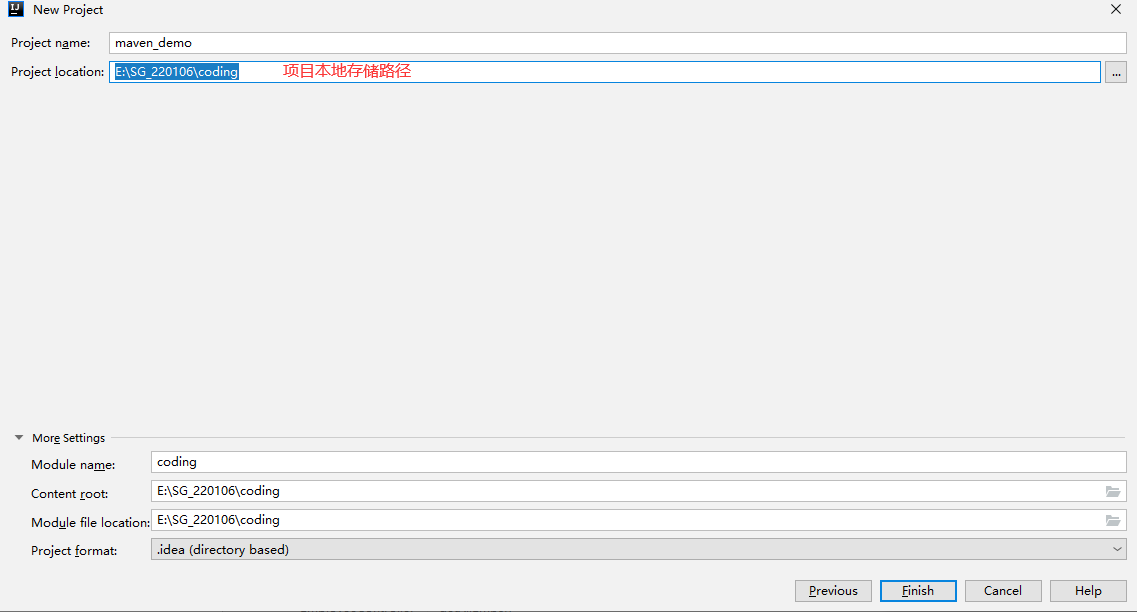 New Project
Project name: maven_demo
Project location: E:\SG_220106\coding 项目本地存储路径 ...
More Settings
Module name: coding
Content root: E:\SG_220106\coding
Module file location: E:\SG_220106\coding
Project format: .idea (directory based)
Previous Finish Cancel Help